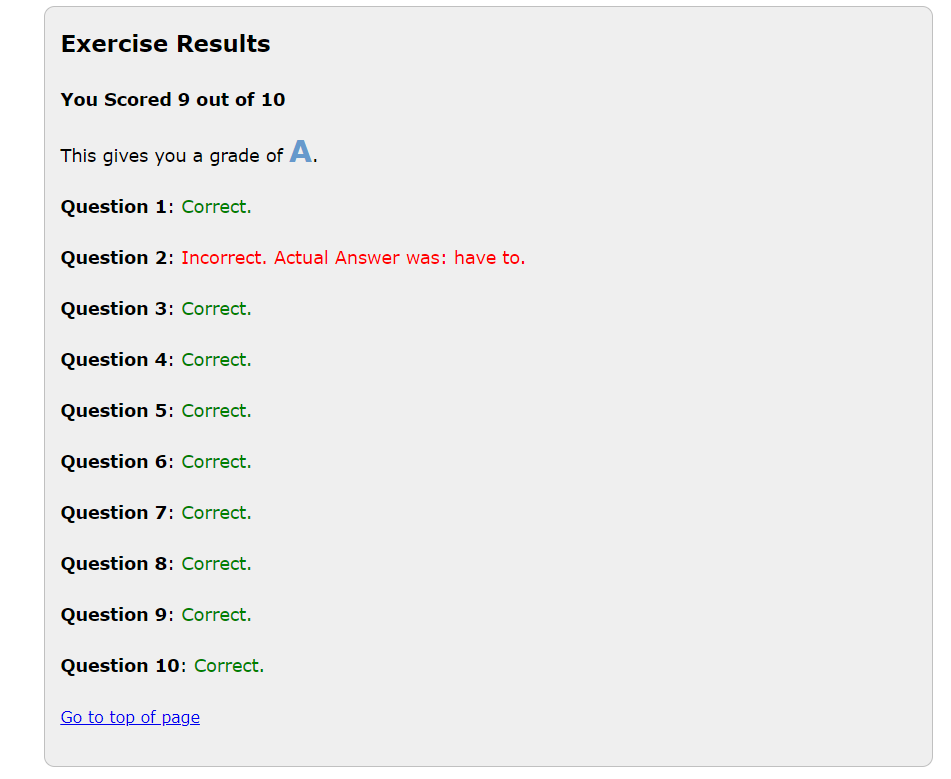 Exercise Results
You Scored 9 out of 10
This gives you a grade of A.
Question 1: Correct.
Question 2: Incorrect. Actual Answer was: have to.
Question 3: Correct.
Question 4: Correct.
Question 5: Correct.
Question 6: Correct.
Question 7: Correct.
Question 8: Correct.
Question 9: Correct.
Question 10: Correct.
Go to top of page